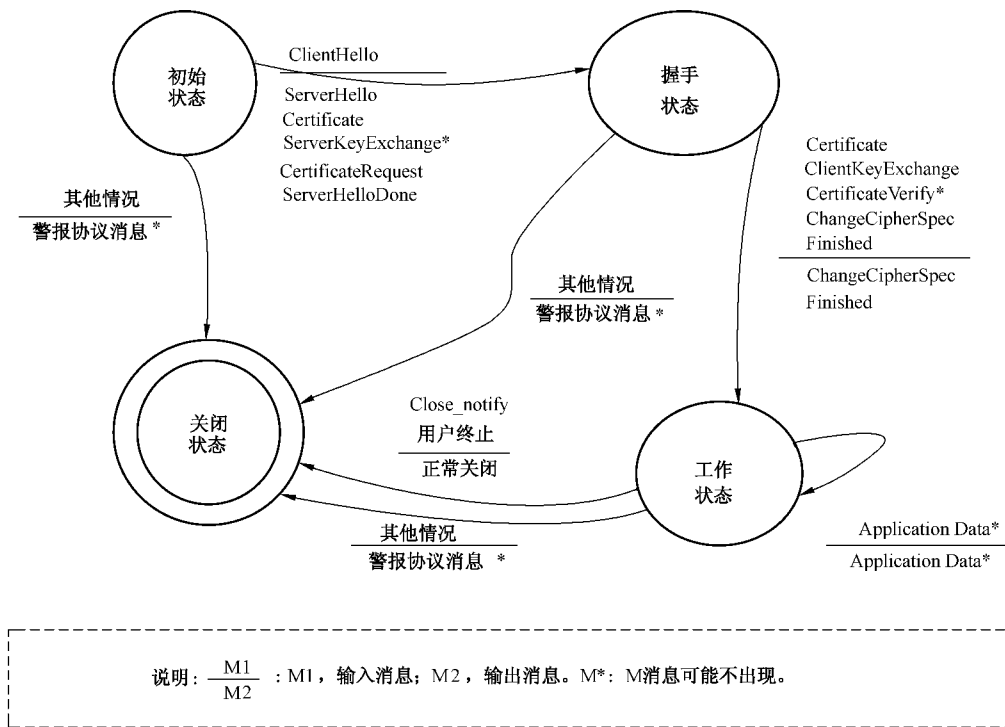 初始
状态
ClientHello
ServerHello
Certificate
ServerKeyExchange*
CertificateRequest
ServerHelloDone
握手
状态
Certificate
ClientKeyExchange
CertificateVerify*
ChangeCipherSpec
Finished
ChangeCipherSpec
Finished
其他情况
警报协议消息*
其他情况
警报协议消息*
关闭
状态
Close_notify
用户终止
正常关闭
工作
状态
其他情况
警报协议消息 *
Application Data*
Application Data*
说明: M1
M2
: M1, 输入消息; M2, 输出消息。M*: M消息可能不出现。